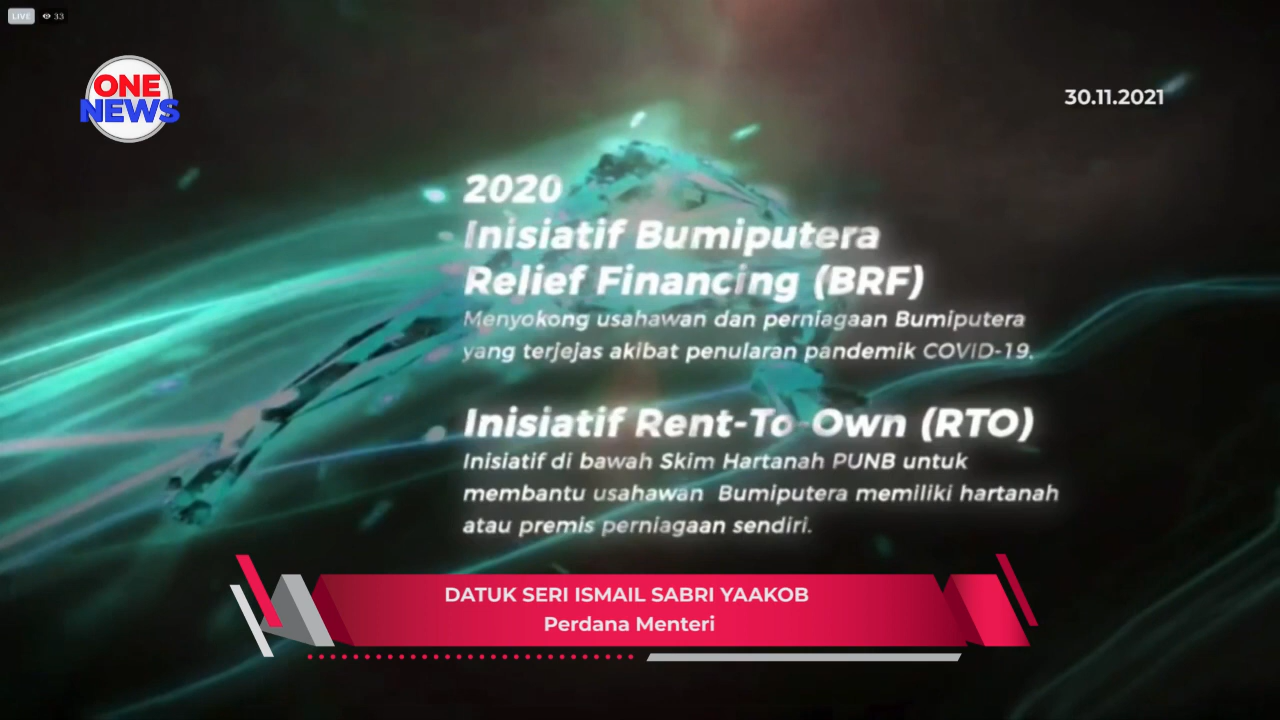 LIVE 33
ONE
NEWS
30.11.2021
2020
Inisiatif Bumiputera
Relief Financing (BRF)
Menyokong usahawan dan perniagaan Bumiputera
yang terjejas akibat penularan pandemik COVID-19.
Inisiatif Rent-To-Own (RTO)
Inisiatif di bawah Skim Hartanah PUNB untuk
membantu usahawan Bumiputera memiliki hartanah
atau premis perniagaan sendiri.
DATUK SERI ISMAIL SABRI YAAKOB
Perdana Menteri